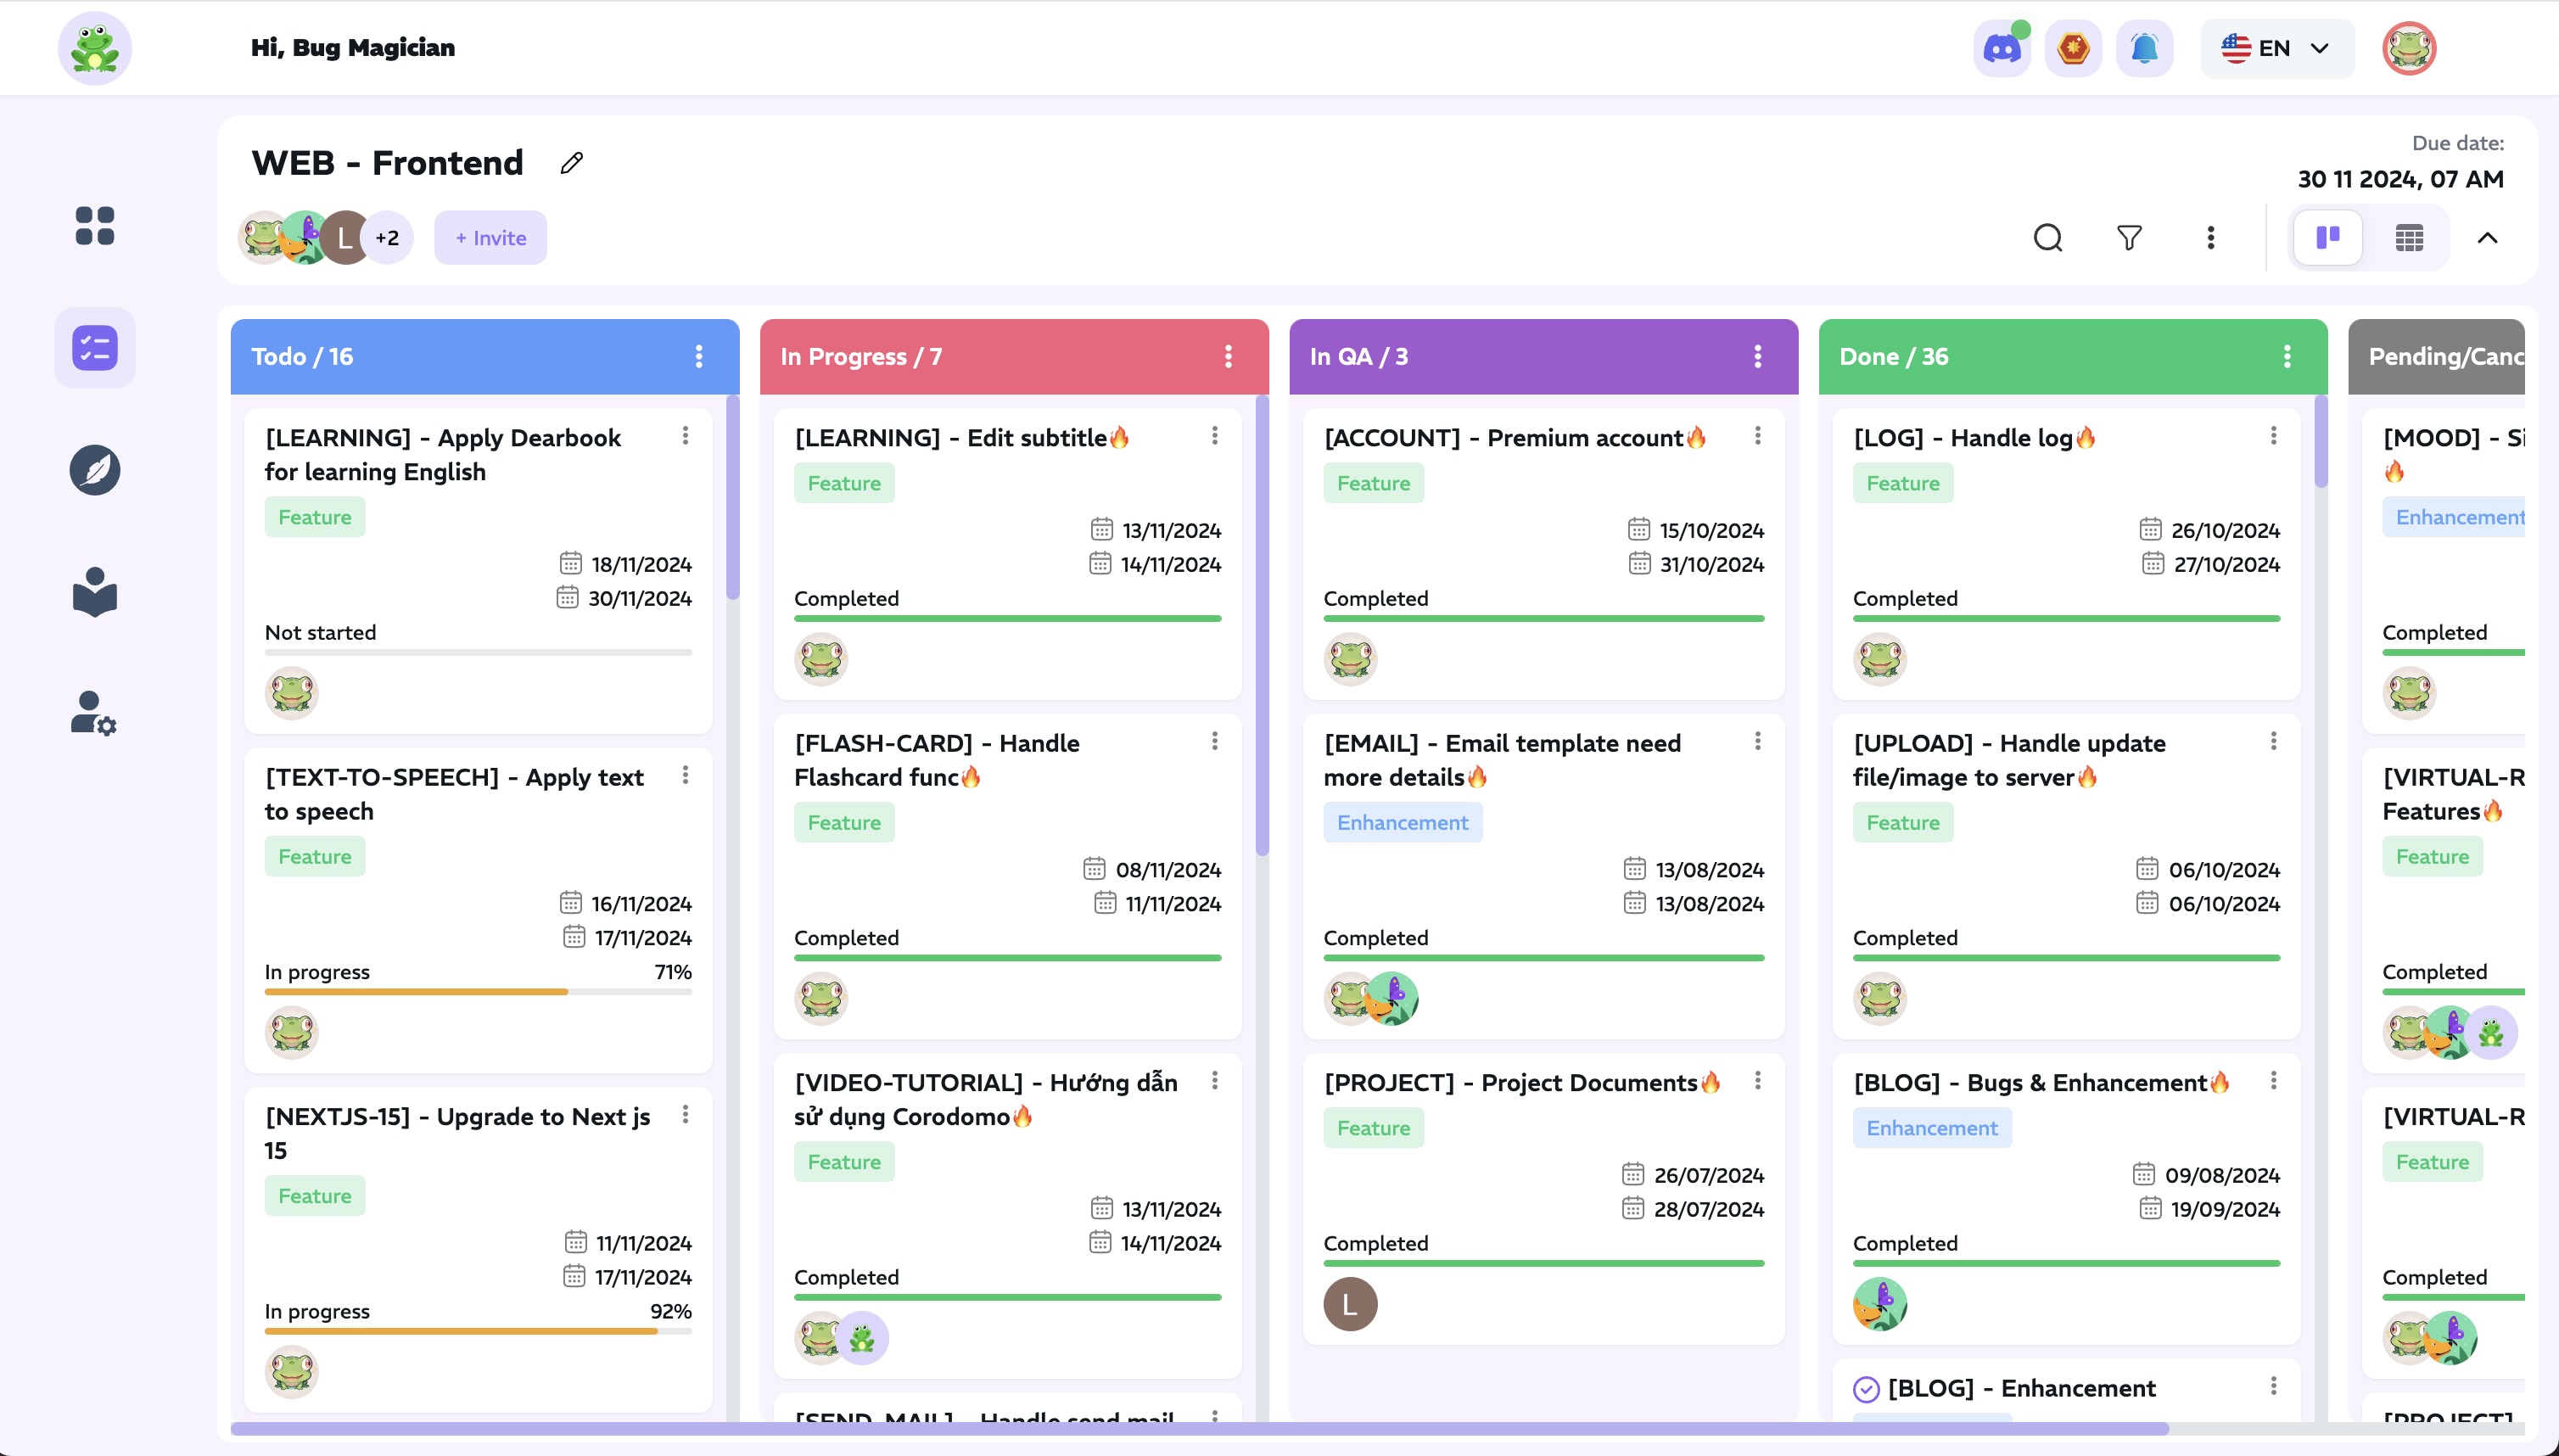 Hi, Bug Magician
EN
WEB - Frontend
Due date:
30 11 2024, 07 AM
L
+2
+ Invite
Todo / 16
[LEARNING] - Apply Dearbook
for learning English
Feature
18/11/2024
30/11/2024
Not started
[TEXT-TO-SPEECH] - Apply text
to speech
Feature
16/11/2024
17/11/2024
In progress 71%
[NEXTJS-15] - Upgrade to Next js
15
Feature
11/11/2024
17/11/2024
In progress 92%
In Progress / 7
[LEARNING] - Edit subtitle🔥
Feature
13/11/2024
14/11/2024
Completed
[FLASH-CARD] - Handle
Flashcard func🔥
Feature
08/11/2024
11/11/2024
Completed
[VIDEO-TUTORIAL] - Hướng dẫn
sử dụng Corodomo🔥
Feature
13/11/2024
14/11/2024
Completed
[SEND-MAIL] - Handle send mail
In QA / 3
[ACCOUNT] - Premium account🔥
Feature
15/10/2024
31/10/2024
Completed
[EMAIL] - Email template need
more details🔥
Enhancement
13/08/2024
13/08/2024
Completed
[PROJECT] - Project Documents🔥
Feature
26/07/2024
28/07/2024
Completed
L
Done / 36
[LOG] - Handle log🔥
Feature
26/10/2024
27/10/2024
Completed
[UPLOAD] - Handle update
file/image to server🔥
Feature
06/10/2024
06/10/2024
Completed
[BLOG] - Bugs & Enhancement🔥
Enhancement
09/08/2024
19/09/2024
Completed
[BLOG] - Enhancement
Pending/Canc
[MOOD] - Si
🔥
Enhancement
Completed
[VIRTUAL-R
Features🔥
Feature
Completed
[VIRTUAL-R
Feature
Completed
[PROJECT]